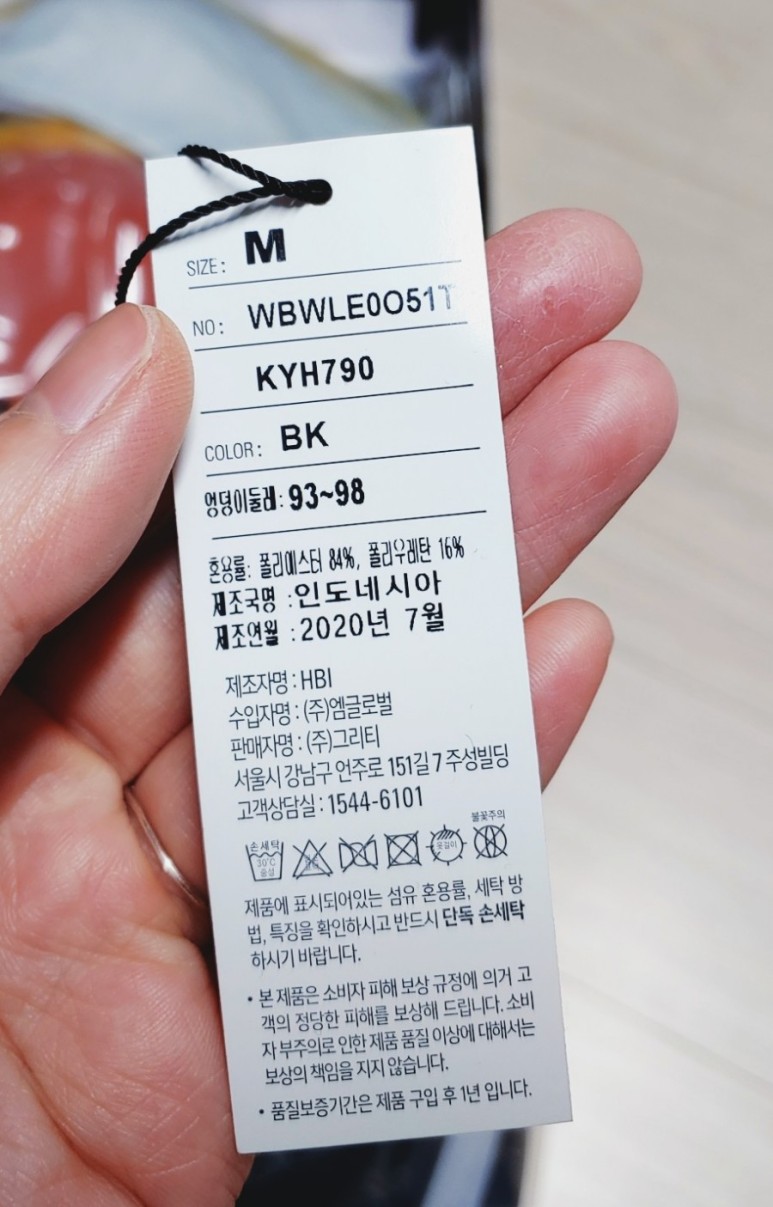 SIZE: M
NO: WBWLE0O51T
KYH790
COLOR: BK
엉덩이둘레: 93~98
혼용률: 폴리에스터 84%, 폴리우레탄 16%
제조국명 :인도네시아
제조연월 :2020년 7월
제조자명 : HBI
수입자명 : (주)엠글로벌
판매자명 : (주)그리티
서울시 강남구 언주로 151길 7 주성빌딩
고객상담실 : 1544-6101
불꽃주의
손세탁
30℃
중성
옷걸이
제품에 표시되어있는 섬유 혼용률, 세탁 방
법, 특징을 확인하시고 반드시 단독 손세탁
하시기 바랍니다.
• 본 제품은 소비자 피해 보상 규정에 의거 고
객의 정당한 피해를 보상해 드립니다. 소비
자 부주의로 인한 제품 품질 이상에 대해서는
보상의 책임을 지지 않습니다.
• 품질보증기간은 제품 구입 후 1년 입니다.